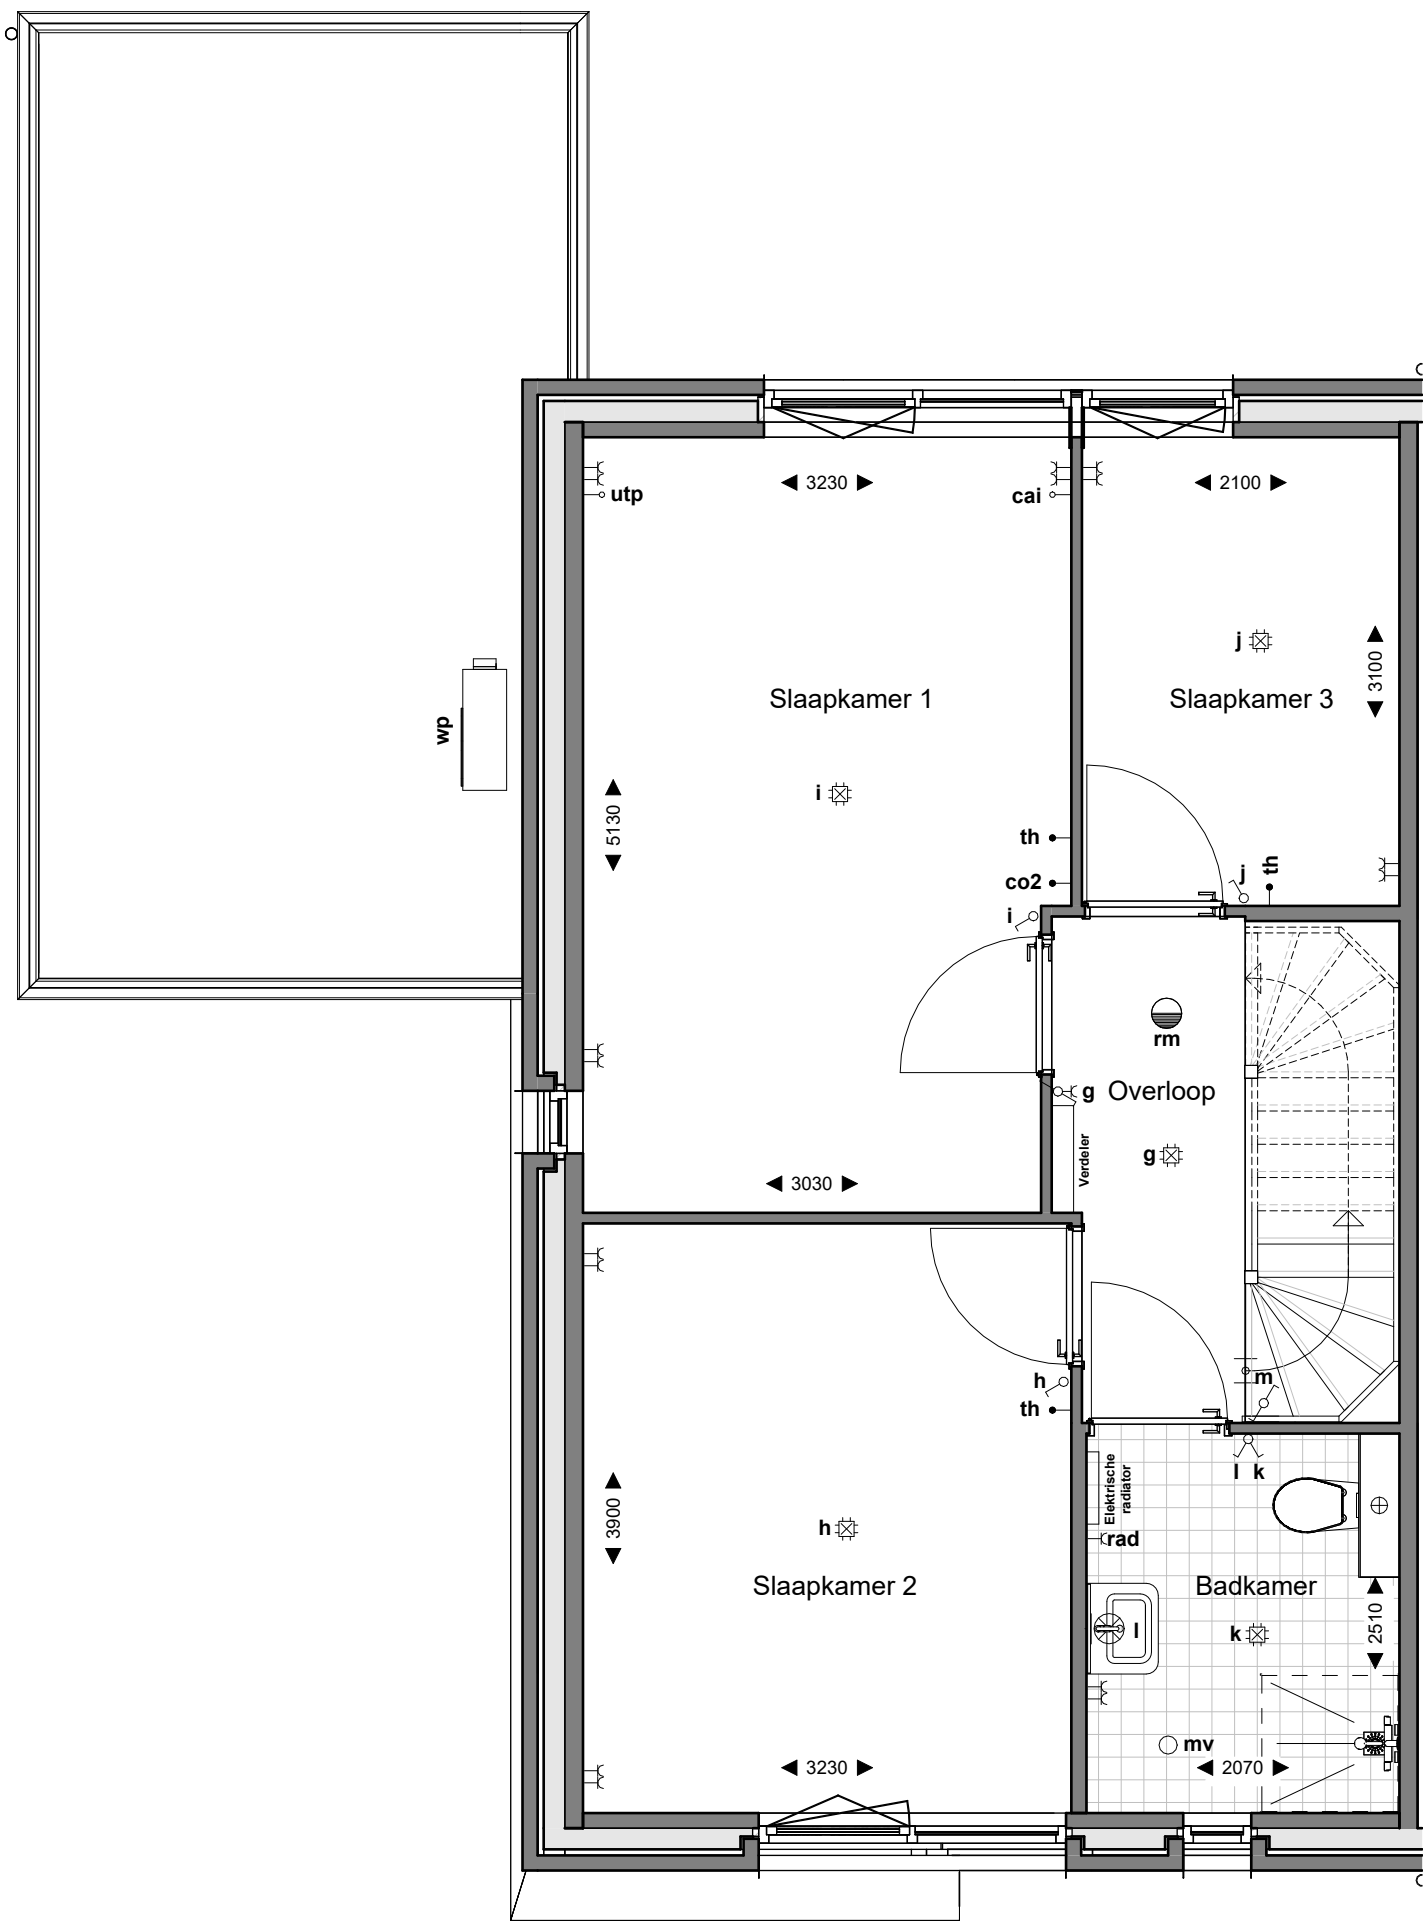 utp
3230
cai
2100
j
3100
Slaapkamer 1
Slaapkamer 3
wp
i
5130
th
co2
j
th
i
rm
g
Overloop
g
Verdeler
3030
h
th
m
l k
Elektrische
radiator
rad
3900
h
Slaapkamer 2
Badkamer
l
k
2510
mv
3230
2070